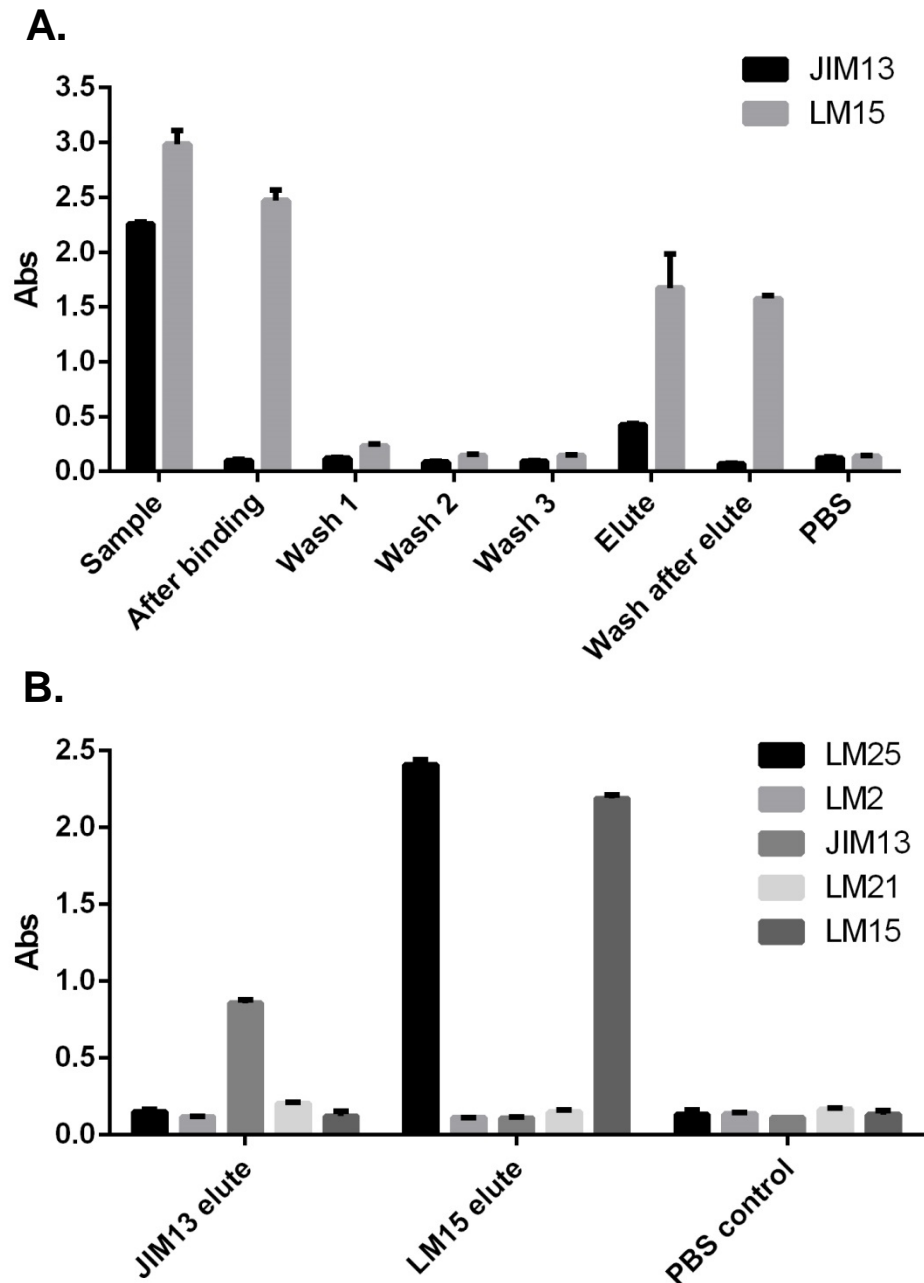 A.
JIM13
LM15
3.5
3.0
2.5
2.0
1.5
1.0
0.5
0.0
Abs
Sample
After binding
Wash 1
Wash 2
Wash 3
Elute
Wash after elute
PBS
B.
LM25
LM2
JIM13
LM21
LM15
2.5
2.0
1.5
1.0
0.5
0.0
Abs
JIM13 elute
LM15 elute
PBS control